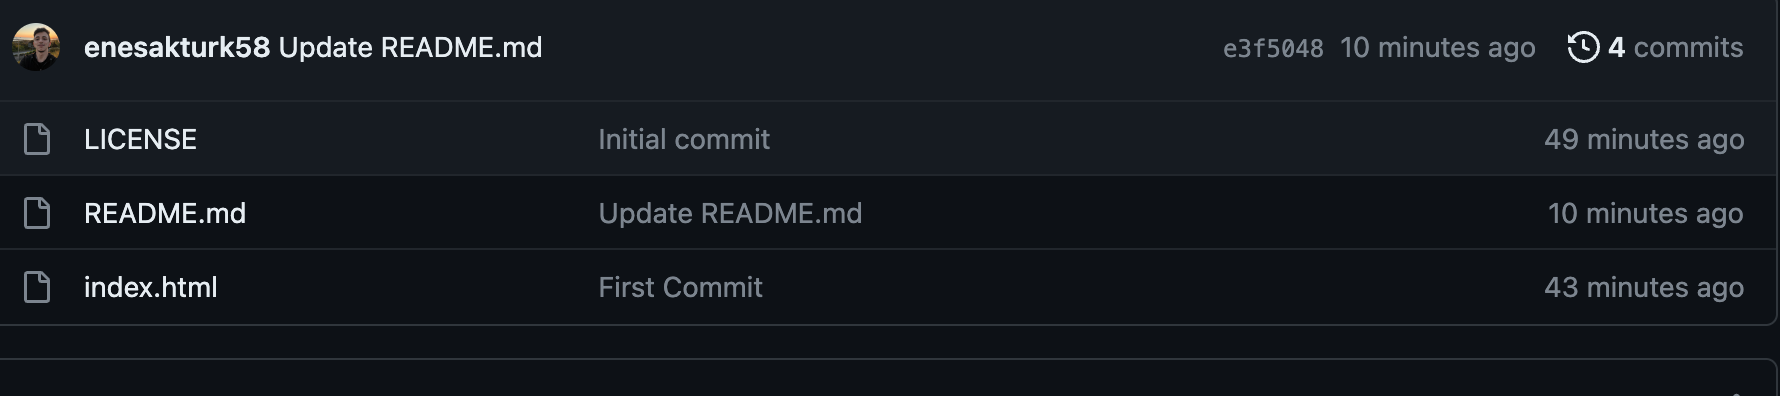 enesakturk58 Update README.md e3f5048 10 minutes ago 4 commits
LICENSE Initial commit 49 minutes ago
README.md Update README.md 10 minutes ago
index.html First Commit 43 minutes ago